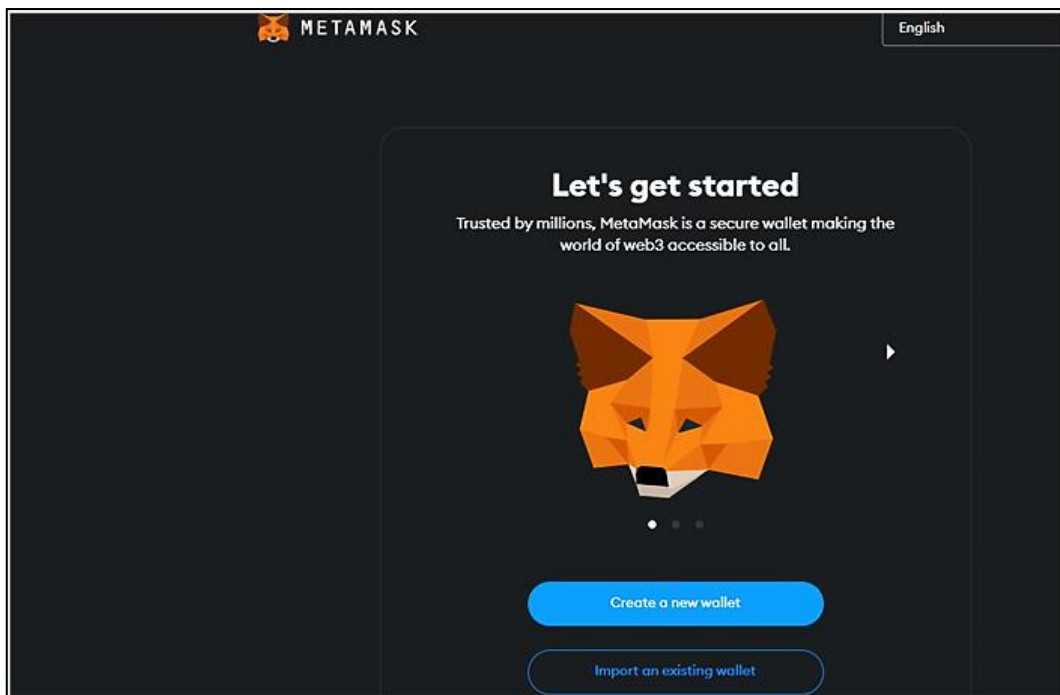 METAMASK
English
Let's get started
Trusted by millions, MetaMask is a secure wallet making the
world of web3 accessible to all.
Create a new wallet
Import an existing wallet